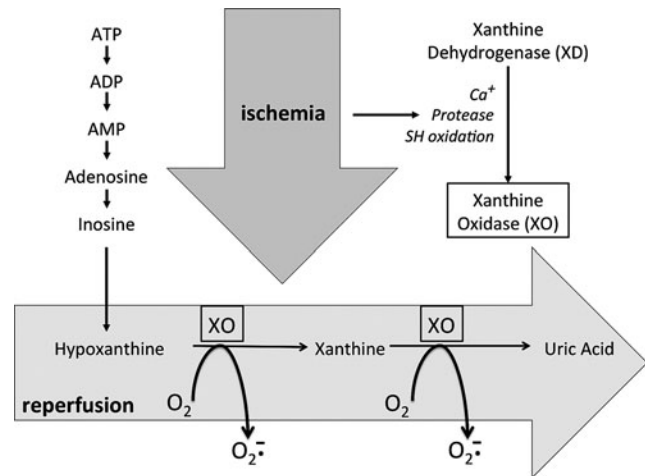 ATP
ADP
AMP
Adenosine
Inosine
ischemia
Xanthine
Dehydrogenase (XD)
Ca⁺
Protease
SH oxidation
Xanthine
Oxidase (XO)
XO
XO
Hypoxanthine
Xanthine
Uric Acid
reperfusion
O₂
O₂
O₂⁻•
O₂⁻•